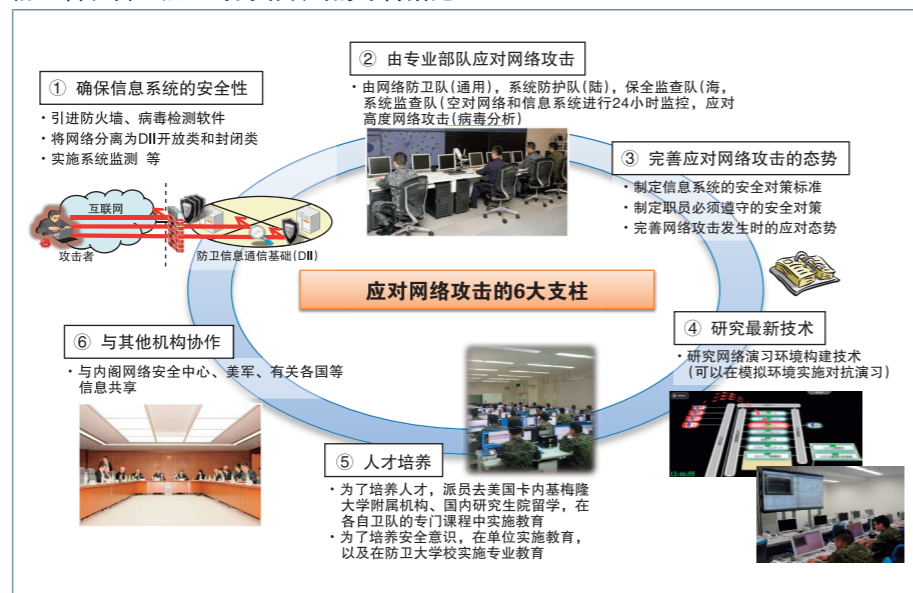 ① 确保信息系统的安全性
・引进防火墙、病毒检测软件
・将网络分离为DII开放类和封闭类
・实施系统监测 等
互联网
攻击者
防卫信息通信基础(DII)
② 由专业部队应对网络攻击
・由网络防卫队(通用)，系统防护队(陆)，保全监查队(海，
系统监查队(空对网络和信息系统进行24小时监控，应对
高度网络攻击(病毒分析)
③ 完善应对网络攻击的态势
・制定信息系统的安全对策标准
・制定职员必须遵守的安全对策
・完善网络攻击发生时的应对态势
应对网络攻击的6大支柱
④ 研究最新技术
・研究网络演习环境构建技术
(可以在模拟环境实施对抗演习)
⑤ 人才培养
・为了培养人才，派员去美国卡内基梅隆
大学附属机构、国内研究生院留学，在
各自卫队的专门课程中实施教育
・为了培养安全意识，在单位实施教育，
以及在防卫大学校实施专业教育
⑥ 与其他机构协作
・与内阁网络安全中心、美军、有关各国等
信息共享